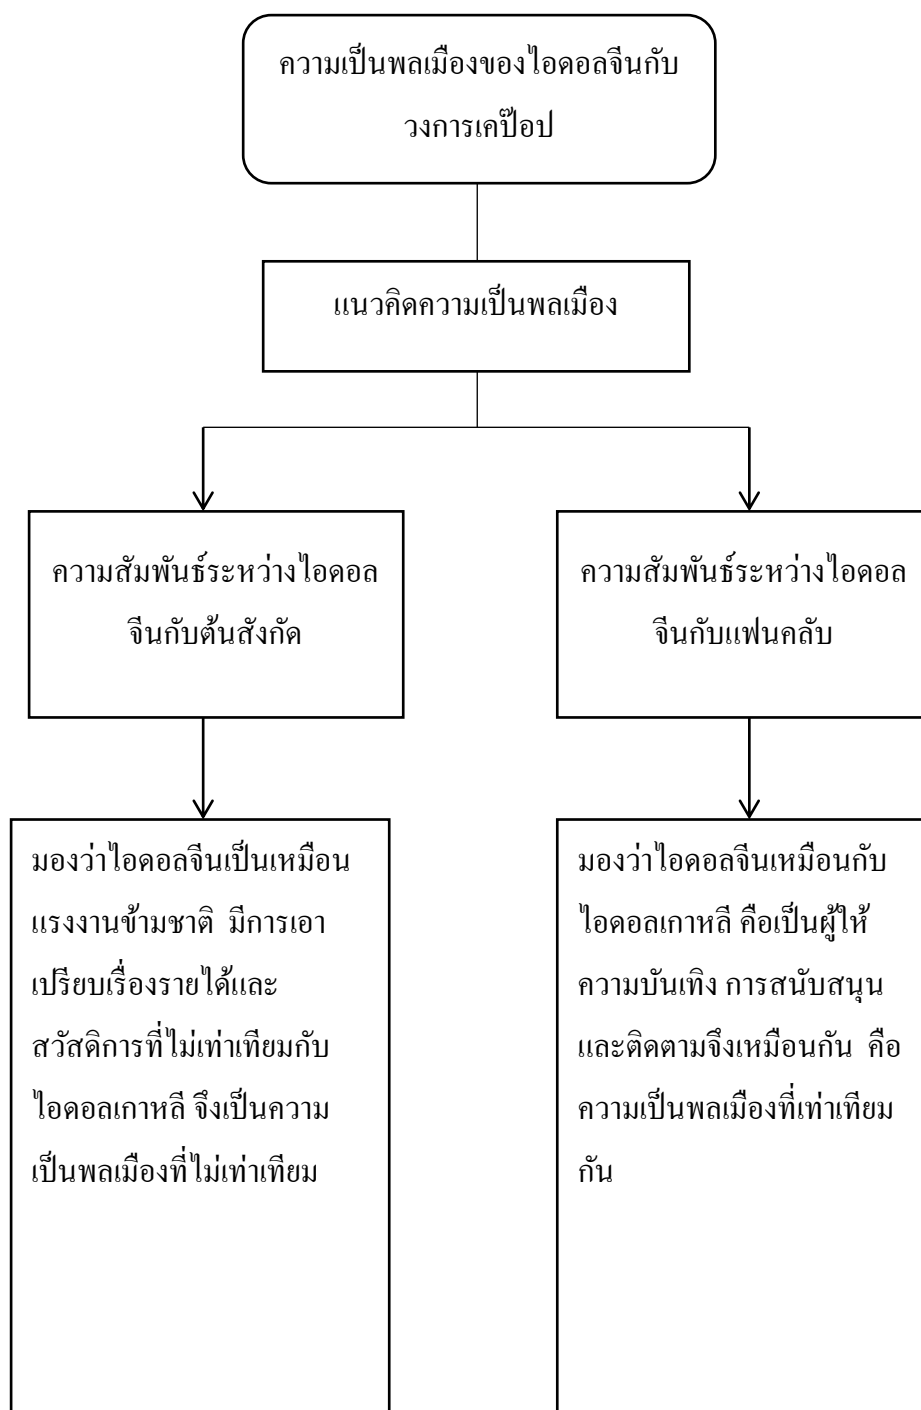 ความเป็นพลเมืองของไอดอลจีนกับ
วงการเคป๊อป
แนวคิดความเป็นพลเมือง
ความสัมพันธ์ระหว่างไอดอล
จีนกับต้นสังกัด
ความสัมพันธ์ระหว่างไอดอล
จีนกับแฟนคลับ
มองว่าไอดอลจีนเป็นเหมือน
แรงงานข้ามชาติ มีการเอา
เปรียบเรื่องรายได้และ
สวัสดิการที่ไม่เท่าเทียมกับ
ไอดอลเกาหลี จึงเป็นความ
เป็นพลเมืองที่ไม่เท่าเทียม
มองว่าไอดอลจีนเหมือนกับ
ไอดอลเกาหลี คือเป็นผู้ให้
ความบันเทิง การสนับสนุน
และติดตามจึงเหมือนกัน คือ
ความเป็นพลเมืองที่เท่าเทียม
กัน